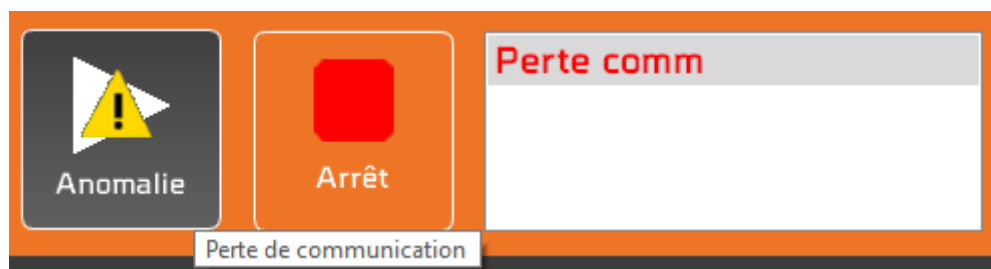 Perte comm
Anomalie
Arrêt
Perte de communication